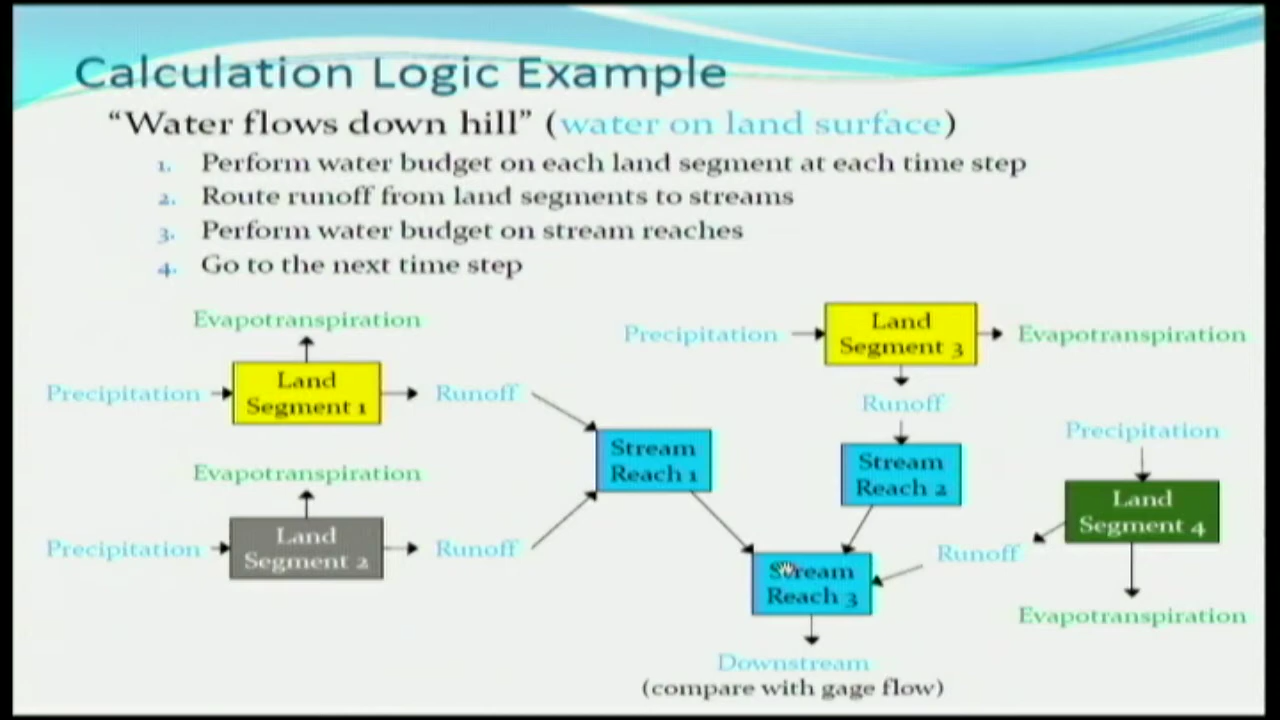 Calculation Logic Example
“Water flows down hill” (water on land surface)
1. Perform water budget on each land segment at each time step
2. Route runoff from land segments to streams
3. Perform water budget on stream reaches
4. Go to the next time step
Evapotranspiration
Precipitation
Land
Segment 1
Runoff
Evapotranspiration
Precipitation
Land
Segment 2
Runoff
Stream
Reach 1
Precipitation
Land
Segment 3
Evapotranspiration
Runoff
Stream
Reach 2
Precipitation
Land
Segment 4
Runoff
Evapotranspiration
Stream
Reach 3
Downstream
(compare with gage flow)